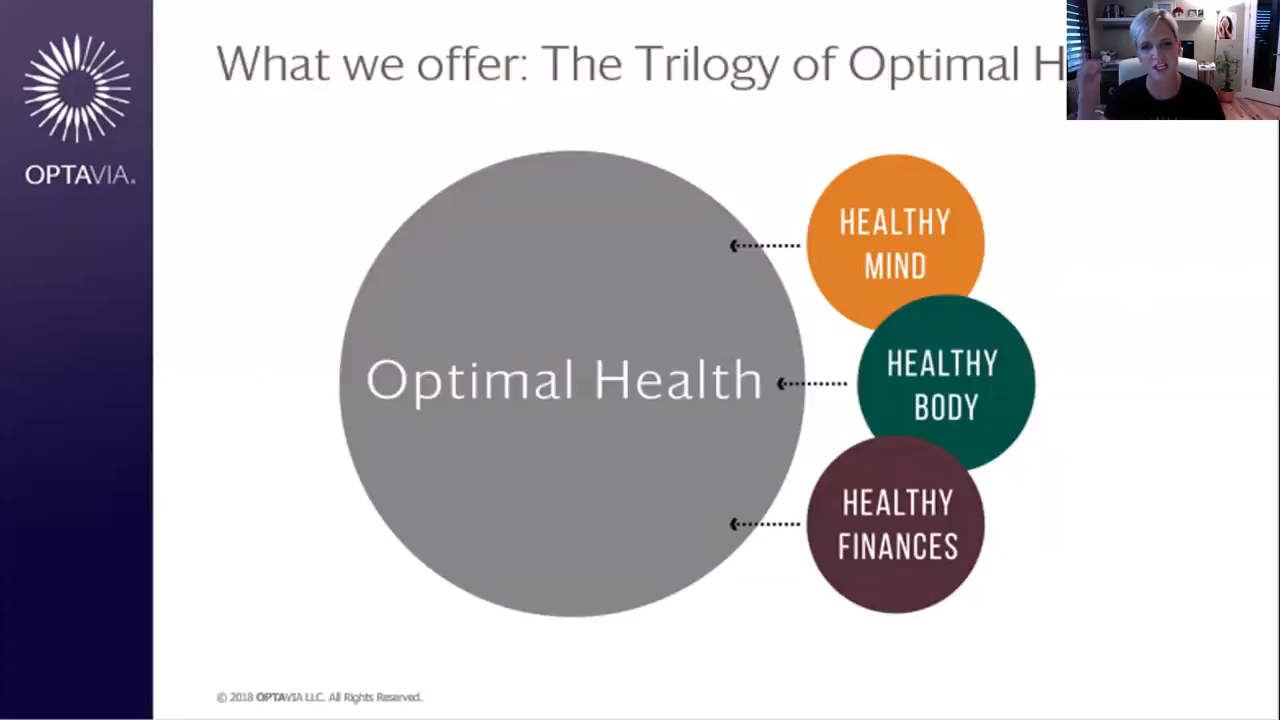 What we offer: The Trilogy of Optimal H
OPTAVIA.
HEALTHY
MIND
Optimal Health
HEALTHY
BODY
HEALTHY
FINANCES
© 2018 OPTAVIA LLC. All Rights Reserved.